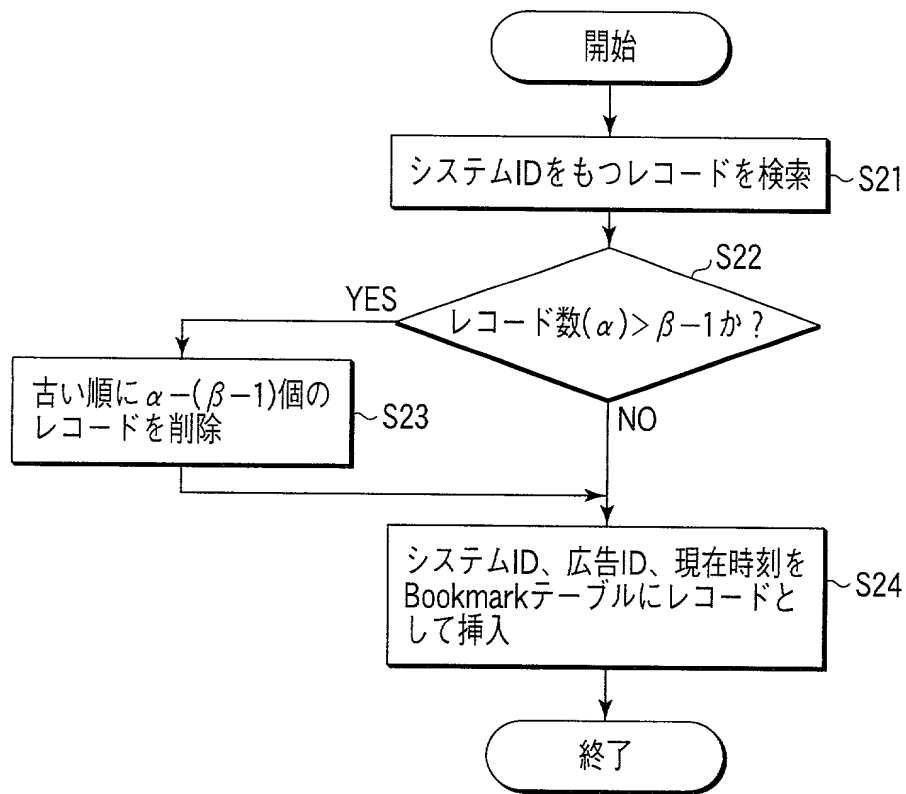 開始
システムIDをもつレコードを検索
S21
S22
レコード数(α)>β-1か?
YES
古い順にα-(β-1)個の
レコードを削除
S23
NO
システムID、広告ID、現在時刻を
Bookmarkテーブルにレコードと
して挿入
S24
終了